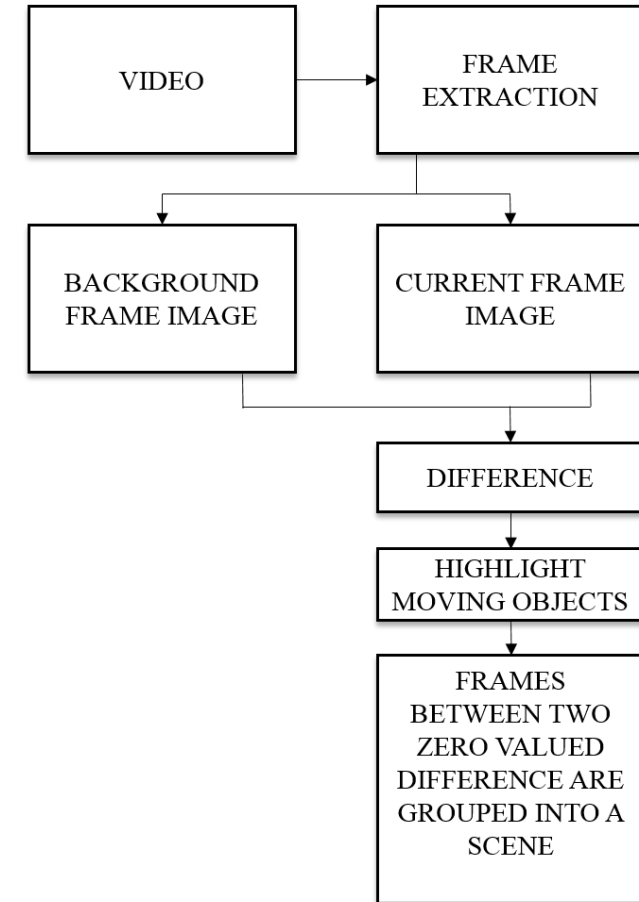 VIDEO
FRAME
EXTRACTION
BACKGROUND
FRAME IMAGE
CURRENT FRAME
IMAGE
DIFFERENCE
HIGHLIGHT
MOVING OBJECTS
FRAMES
BETWEEN TWO
ZERO VALUED
DIFFERENCE ARE
GROUPED INTO A
SCENE